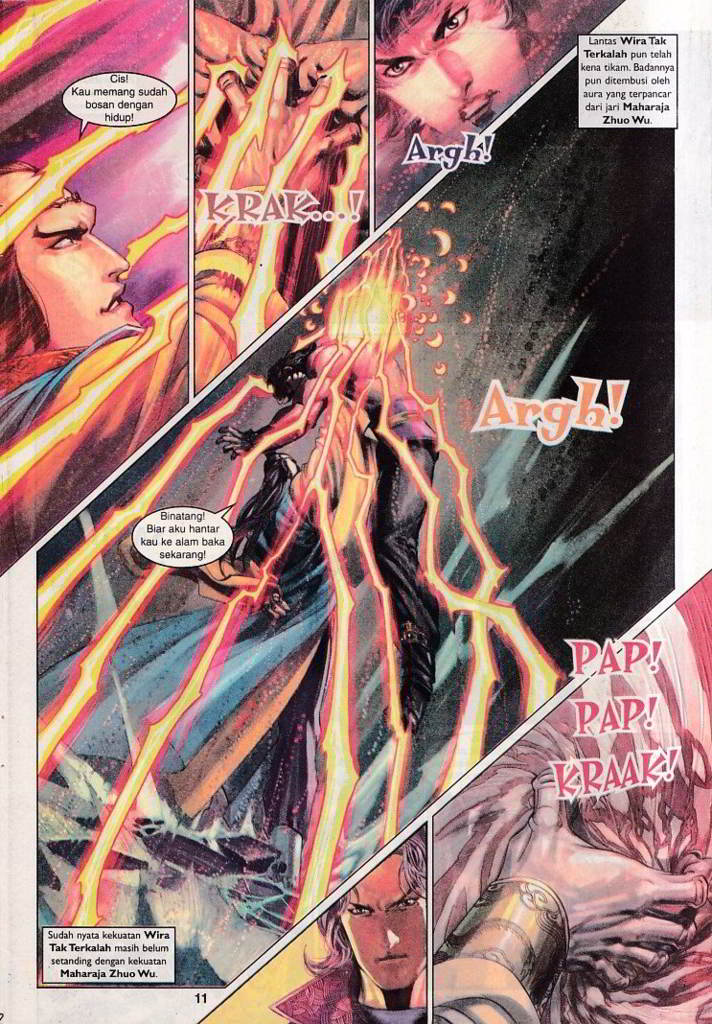 Cis!
Kau memang sudah
bosan dengan
hidup!
KRAK....!
Argh!
Lantas Wira Tak
Terkalah pun telah
kena tikam. Badannya
pun ditembusi oleh
aura yang terpancar
dari jari Maharaja
Zhuo Wu.
Argh!
Binatang!
Biar aku hantar
kau ke alam baka
sekarang!
Sudah nyata kekuatan Wira
Tak Terkalah masih belum
setanding dengan kekuatan
Maharaja Zhuo Wu.
PAP!
PAP!
KRAAK!
11